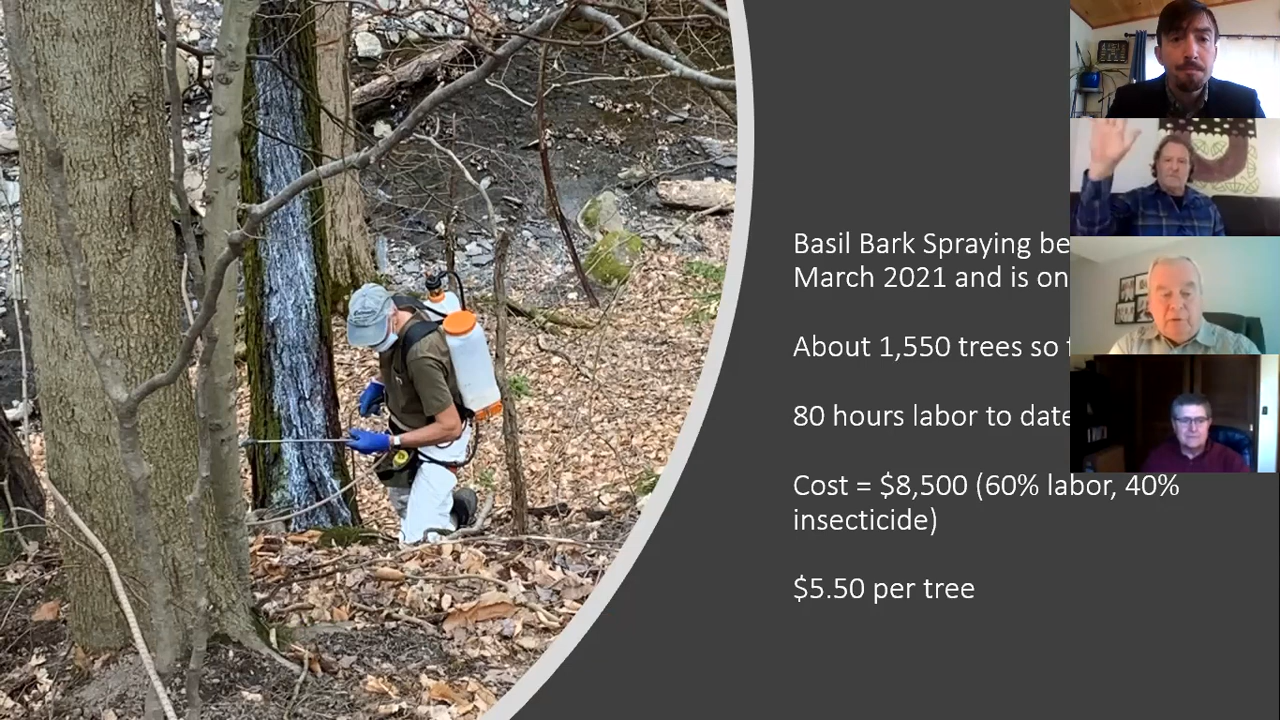 Basil Bark Spraying be
March 2021 and is on
About 1,550 trees so
80 hours labor to date
Cost = $8,500 (60% labor, 40%
insecticide)
$5.50 per tree